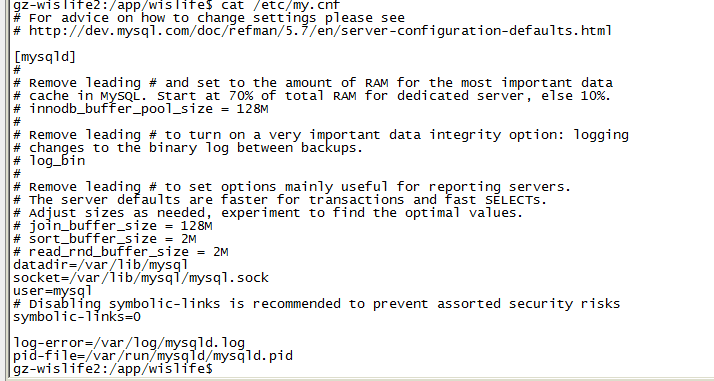 gz-wislife2:/app/wislife$ cat /etc/my.cnf
# For advice on how to change settings please see
# http://dev.mysql.com/doc/refman/5.7/en/server-configuration-defaults.html

[mysqld]
#
# Remove leading # and set to the amount of RAM for the most important data
# cache in MySQL. Start at 70% of total RAM for dedicated server, else 10%.
# innodb_buffer_pool_size = 128M
#
# Remove leading # to turn on a very important data integrity option: logging
# changes to the binary log between backups.
# log_bin
#
# Remove leading # to set options mainly useful for reporting servers.
# The server defaults are faster for transactions and fast SELECTs.
# Adjust sizes as needed, experiment to find the optimal values.
# join_buffer_size = 128M
# sort_buffer_size = 2M
# read_rnd_buffer_size = 2M
datadir=/var/lib/mysql
socket=/var/lib/mysql/mysql.sock
user=mysql
# Disabling symbolic-links is recommended to prevent assorted security risks
symbolic-links=0

log-error=/var/log/mysqld.log
pid-file=/var/run/mysqld/mysqld.pid
gz-wislife2:/app/wislife$